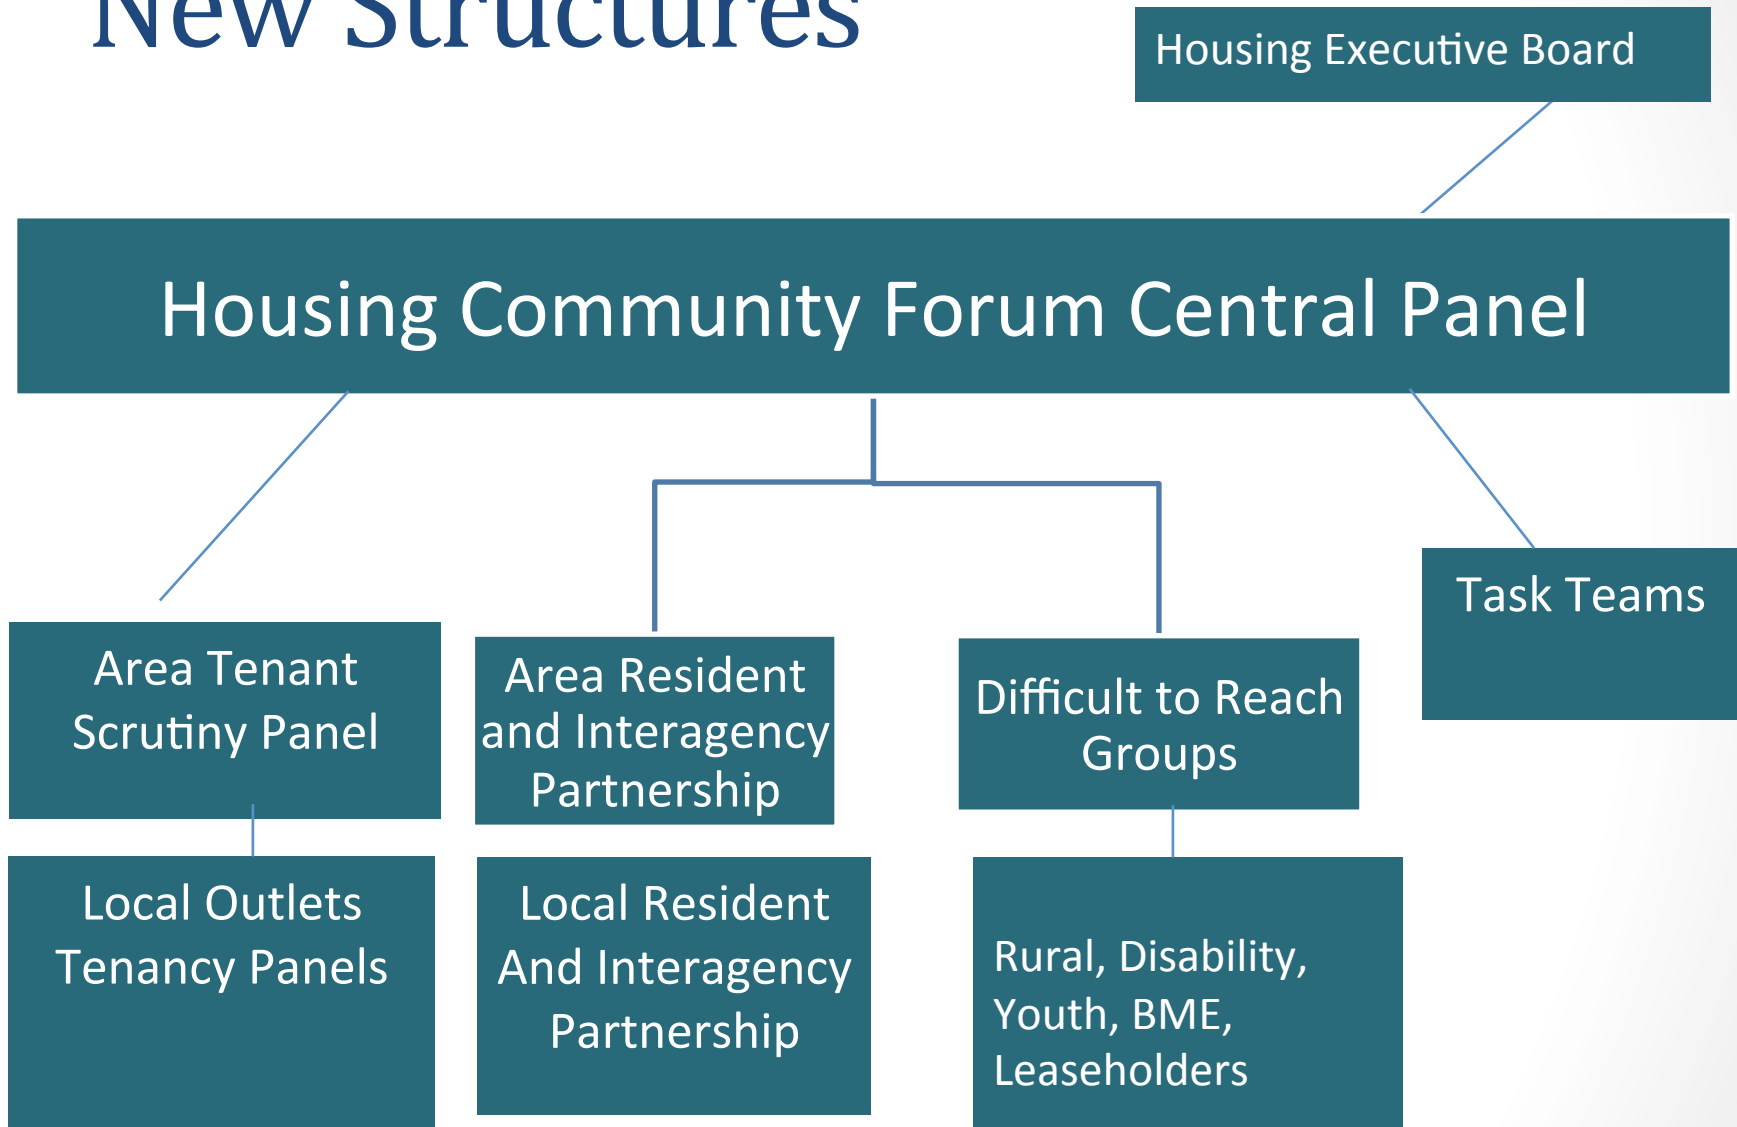 New Structures
Housing Executive Board
Housing Community Forum Central Panel
Area Tenant
Scrutiny Panel
Area Resident
and Interagency
Partnership
Difficult to Reach
Groups
Task Teams
Local Outlets
Tenancy Panels
Local Resident
And Interagency
Partnership
Rural, Disability,
Youth, BME,
Leaseholders